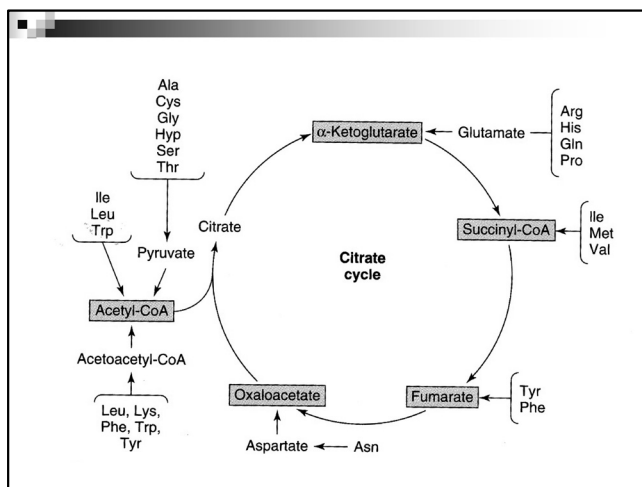 Ala
Cys
Gly
Hyp
Ser
Thr
Ile
Leu
Trp
Pyruvate
Citrate
Acetyl-CoA
Acetoacetyl-CoA
Leu, Lys,
Phe, Trp,
Tyr
α-Ketoglutarate
Glutamate
Arg
His
Gln
Pro
Succinyl-CoA
Ile
Met
Val
Citrate
cycle
Fumarate
Tyr
Phe
Oxaloacetate
Aspartate
Asn